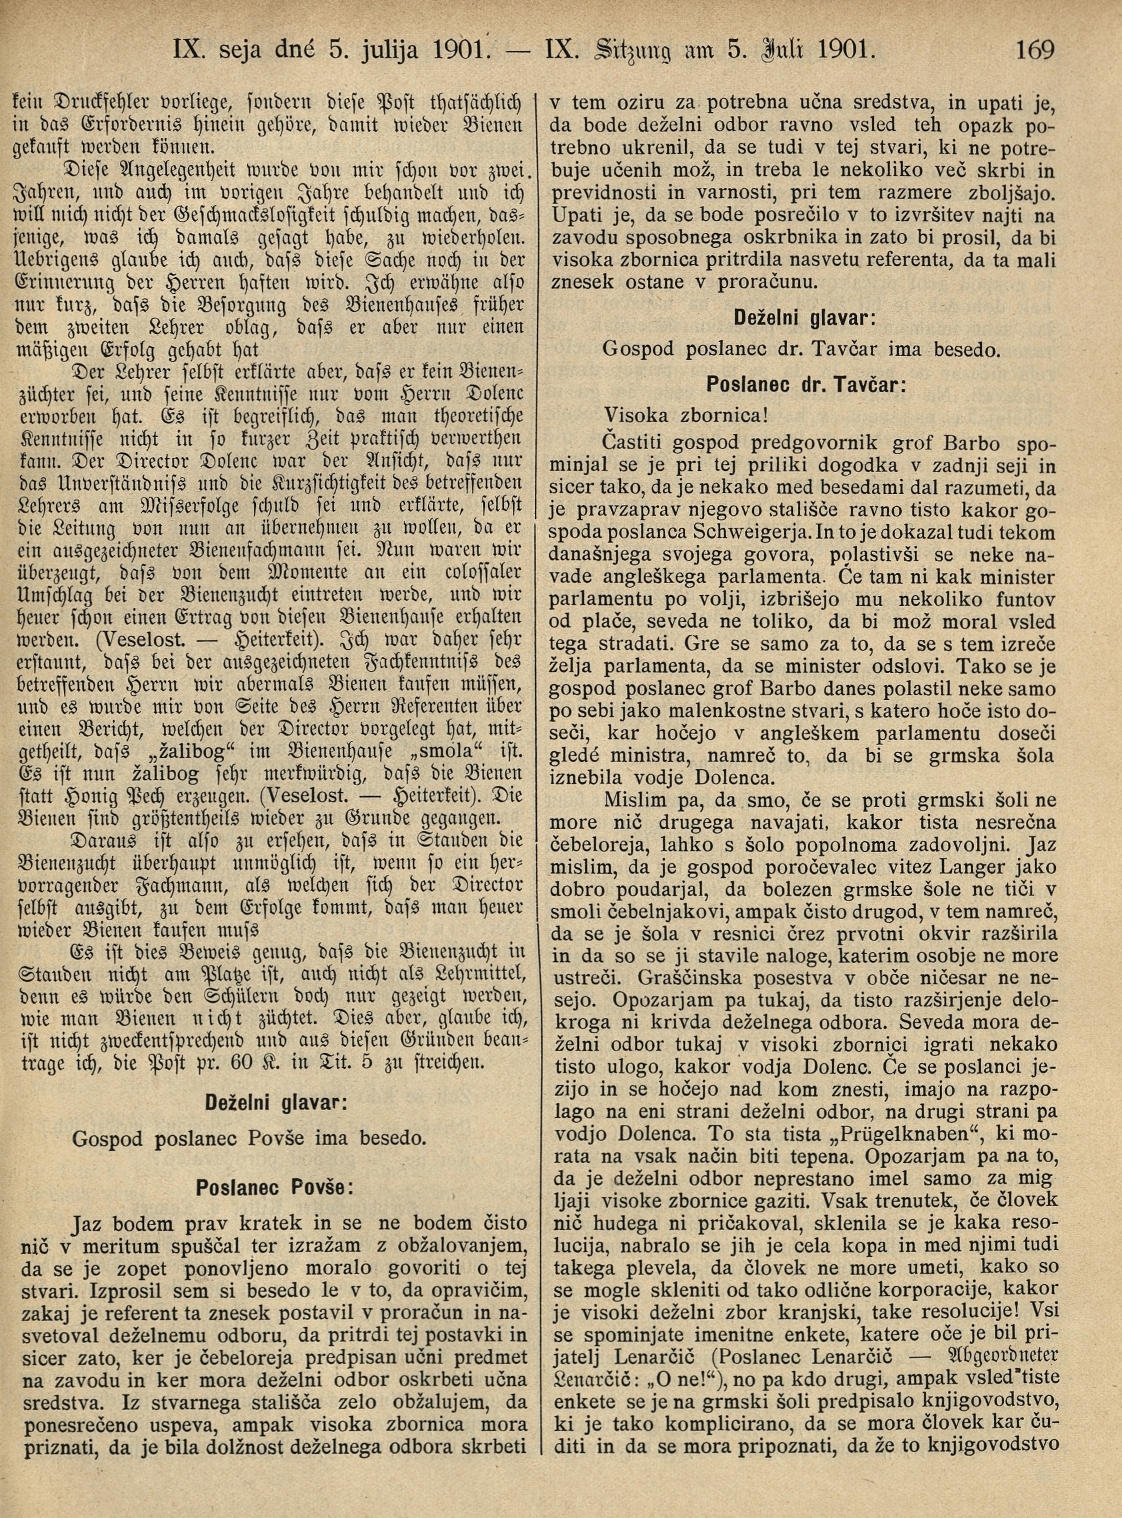 IX. seja dné 5. julija 1901. — IX. Sitzung am 5. Juli 1901. 169
kein Druckfehler vorliege, sondern diese Post thatsächlich
in das Erfordernis hinein gehöre, damit wieder Bienen
gekauft werden können.
Diese Angelegenheit wurde von mir schon vor zwei
Jahren, und auch im vorigen Jahre behandelt und ich
will mich nicht der Geschmackslosigkeit schuldig machen, das-
jenige, was ich damals gesagt habe, zu wiederholen.
Uebrigens glaube ich auch, dass diese Sache noch in der
Erinnerung der Herren haften wird. Ich erwähne also
nur kurz, dass die Besorgung des Bienenhauses früher
dem zweiten Lehrer oblag, dass er aber nur einen
mäßigen Erfolg gehabt hat
Der Lehrer selbst erklärte aber, dass er kein Bienen-
züchter sei, und seine Kenntnisse nur vom Herrn Dolenc
erworben hat. Es ist begreiflich, das man theoretische
Kenntnisse nicht in so kurzer Zeit praktisch verwerthen
kann. Der Director Dolenc war der Ansicht, dass nur
das Unverständniss und die Kurzsichtigkeit des betreffenden
Lehrers am Misserfolge schuld sei und erklärte, selbst
die Leitung von nun an übernehmen zu wollen, da er
ein ausgezeichneter Bienenfachmann sei. Nun waren wir
überzeugt, dass von dem Momente an ein colossaler
Umschlag bei der Bienenzucht eintreten werde, und wir
heuer schon einen Ertrag von diesen Bienenhause erhalten
werden. (Veselost. — Heiterkeit). Ich war daher sehr
erstaunt, dass bei der ausgezeichneten Fachkenntniss des
betreffenden Herrn wir abermals Bienen kaufen müssen,
und es wurde mir von Seite des Herrn Referenten über
einen Bericht, welchen der Director vorgelegt hat, mit-
getheilt, dass „žalibog“ im Bienenhause „smola“ ist.
Es ist nun žalibog sehr merkwürdig, dass die Bienen
statt Honig Pech erzeugen. (Veselost. — Heiterkeit). Die
Bienen sind größtentheils wieder zu Grunde gegangen.
Daraus ist also zu ersehen, dass in Stauden die
Bienenzucht überhaupt unmöglich ist, wenn so ein her-
vorragender Fachmann, als welchen sich der Director
selbst ausgibt, zu dem Erfolge kommt, dass man heuer
wieder Bienen kaufen muss
Es ist dies Beweis genug, dass die Bienenzucht in
Stauden nicht am Platze ist, auch nicht als Lehrmittel,
denn es würde den Schülern doch nur gezeigt werden,
wie man Bienen nicht züchtet. Dies aber, glaube ich,
ist nicht zweckentsprechend und aus diesen Gründen bean-
trage ich, die Post pr. 60 K. in Tit. 5 zu streichen.
Deželni glavar:
Gospod poslanec Povše ima besedo.
Poslanec Povše:
Jaz bodem prav kratek in se ne bodem čisto
nič v meritum spuščal ter izražam z obžalovanjem,
da se je zopet ponovljeno moralo govoriti o tej
stvari. Izprosil sem si besedo le v to, da opravičim,
zakaj je referent ta znesek postavil v proračun in na-
svetoval deželnemu odboru, da pritrdi tej postavki in
sicer zato, ker je čebeloreja predpisan učni predmet
na zavodu in ker mora deželni odbor oskrbeti učna
sredstva. Iz stvarnega stališča zelo obžalujem, da
ponesrečeno uspeva, ampak visoka zbornica mora
priznati, da je bila dolžnost deželnega odbora skrbeti
v tem oziru za potrebna učna sredstva, in upati je,
da bode deželni odbor ravno vsled teh opazk po-
trebno ukrenil, da se tudi v tej stvari, ki ne potre-
buje učenih mož, in treba le nekoliko več skrbi in
previdnosti in varnosti, pri tem razmere zboljšajo.
Upati je, da se bode posrečilo v to izvršitev najti na
zavodu sposobnega oskrbnika in zato bi prosil, da bi
visoka zbornica pritrdila nasvetu referenta, da ta mali
znesek ostane v proračunu.
Deželni glavar:
Gospod poslanec dr. Tavčar ima besedo.
Poslanec dr. Tavčar:
Visoka zbornica!
Častiti gospod predgovornik grof Barbo spo-
minjal se je pri tej priliki dogodka v zadnji seji in
sicer tako, da je nekako med besedami dal razumeti, da
je pravzaprav njegovo stališče ravno tisto kakor go-
spoda poslanca Schweigerja. In to je dokazal tudi tekom
današnjega svojega govora, polastivši se neke na-
vade angleškega parlamenta. Če tam ni kak minister
parlamentu po volji, izbrišejo mu nekoliko funtov
od plače, seveda ne toliko, da bi mož moral vsled
tega stradati. Gre se samo za to, da se s tem izreče
želja parlamenta, da se minister odslovi. Tako se je
gospod poslanec grof Barbo danes polastil neke samo
po sebi jako malenkostne stvari, s katero hoče isto do-
seči, kar hočejo v angleškem parlamentu doseči
gledé ministra, namreč to, da bi se grmska šola
iznebila vodje Dolenca.
Mislim pa, da smo, če se proti grmski šoli ne
more nič drugega navajati, kakor tista nesrečna
čebeloreja, lahko s šolo popolnoma zadovoljni. Jaz
mislim, da je gospod poročevalec vitez Langer jako
dobro poudarjal, da bolezen grmske šole ne tiči v
smoli čebelnjakovi, ampak čisto drugod, v tem namreč,
da se je šola v resnici črez prvotni okvir razširila
in da so se ji stavile naloge, katerim osobje ne more
ustreči. Graščinska posestva v obče ničesar ne ne-
sejo. Opozarjam pa tukaj, da tisto razširjenje delo-
kroga ni krivda deželnega odbora. Seveda mora de-
želni odbor tukaj v visoki zbornici igrati nekako
tisto ulogo, kakor vodja Dolenc. Če se poslanci je-
zijo in se hočejo nad kom znesti, imajo na razpo-
lago na eni strani deželni odbor, na drugi strani pa
vodjo Dolenca. To sta tista „Prügelknaben“, ki mo-
rata na vsak način biti tepena. Opozarjam pa na to,
da je deželni odbor neprestano imel samo za mig
ljaji visoke zbornice gaziti. Vsak trenutek, če človek
nič hudega ni pričakoval, sklenila se je kaka reso-
lucija, nabralo se jih je cela kopa in med njimi tudi
takega plevela, da človek ne more umeti, kako so
se mogle skleniti od tako odlične korporacije, kakor
je visoki deželni zbor kranjski, take resolucije! Vsi
se spominjate imenitne enkete, katere oče je bil pri-
jatelj Lenarčič (Poslanec Lenarčič — Abgeordneter
Lenarčič: „O ne!“), no pa kdo drugi, ampak vsled tiste
enkete se je na grmski šoli predpisalo knjigovodstvo,
ki je tako komplicirano, da se mora človek kar ču-
diti in da se mora pripoznati, da že to knjigovodstvo